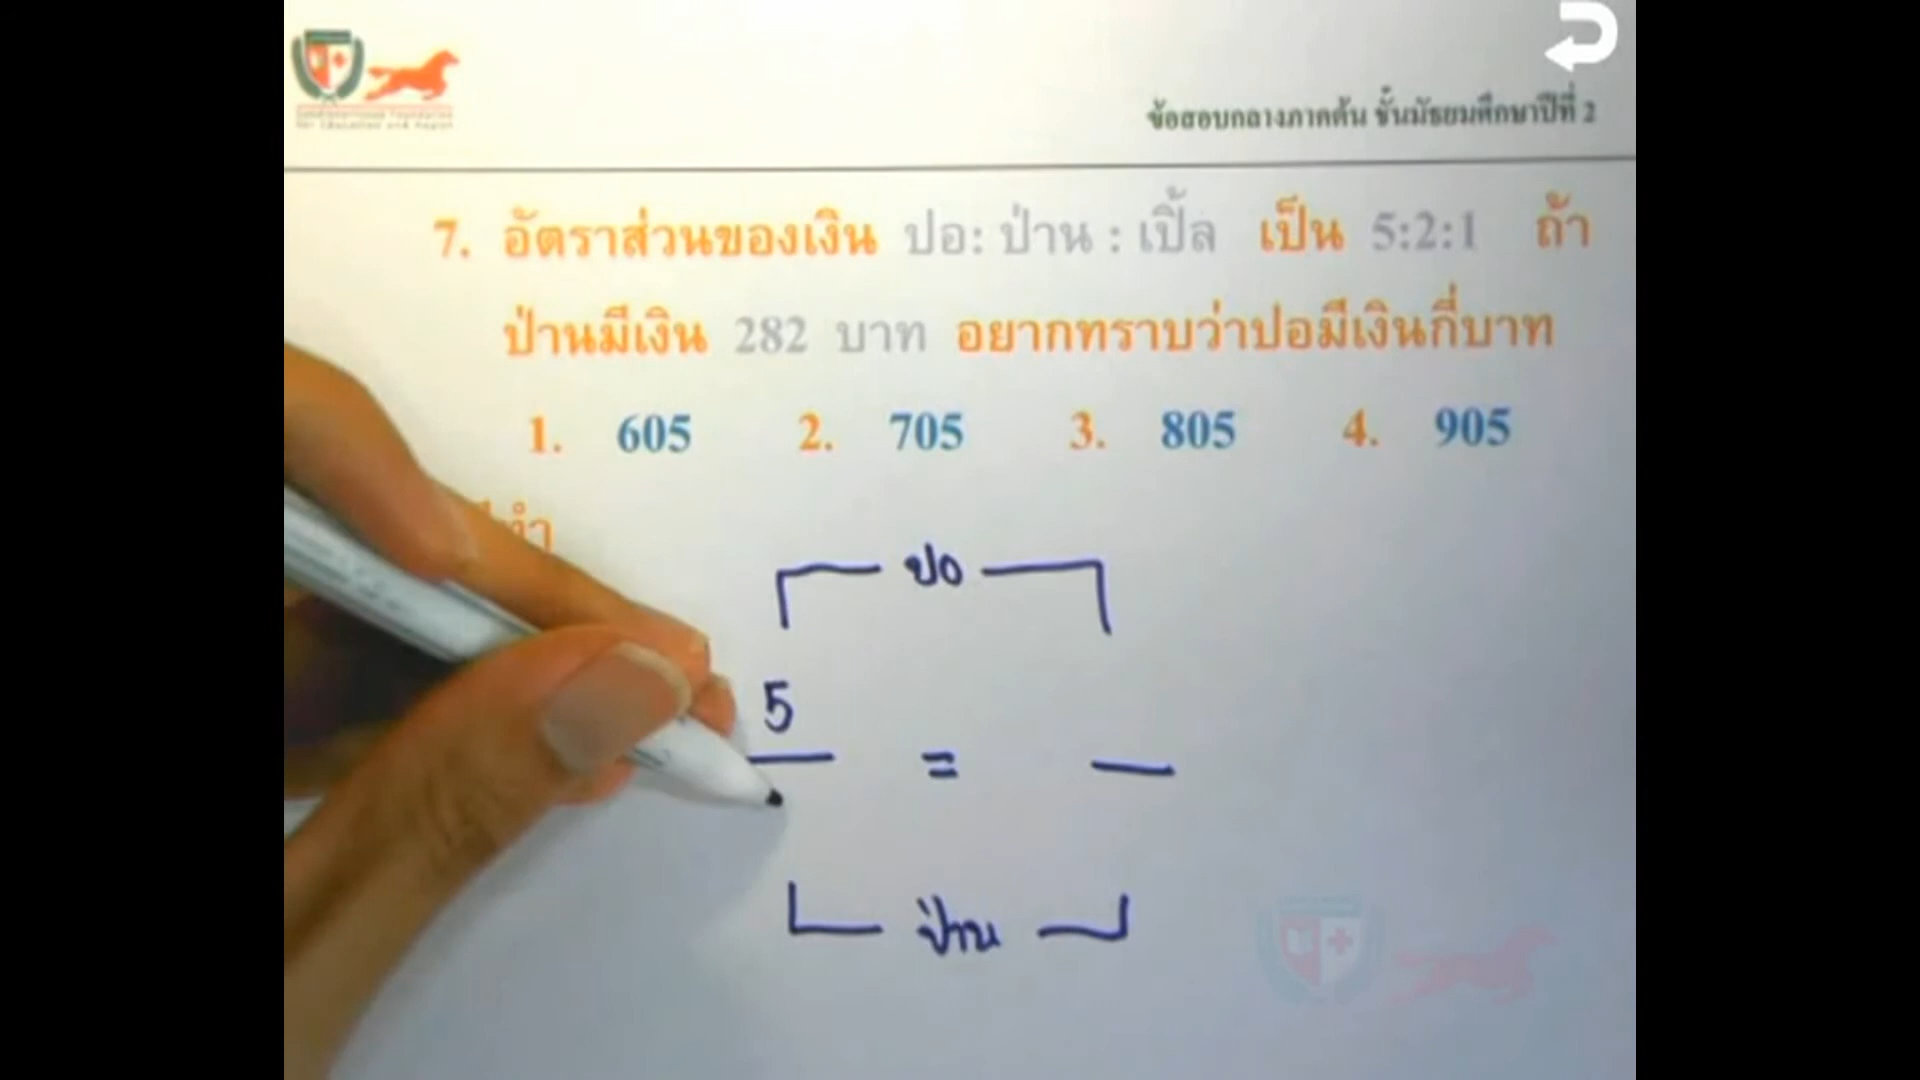 ข้อสอบกลางภาคต้น ชั้นมัธยมศึกษาปีที่ 2
7. อัตราส่วนของเงิน ปอ: ป่าน : เปิ้ล เป็น 5:2:1 ถ้า
ป่านมีเงิน 282 บาท อยากทราบว่าปอมีเงินกี่บาท
1. 605 2. 705 3. 805 4. 905
ทำ
ปอ
5
=
ป่าน